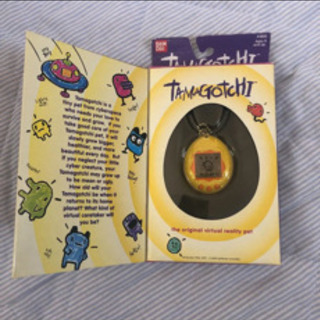 BAN
DAI
TAMAGOTCHI
TAMAGOTCHI
Tamagotchi is a
tiny pet from cyberspace
who needs your love to
survive and grow. If you
take good care of your
Tamagotchi pet, it will
slowly grow bigger,
healthier, and more
beautiful every day. But
if you neglect your little
cyber creature, your
Tamagotchi may grow up
to be mean or ugly.
How old will your
Tamagotchi be when it
returns to its home
planet? What kind of
virtual caretaker will
you be?
the original virtual reality pet